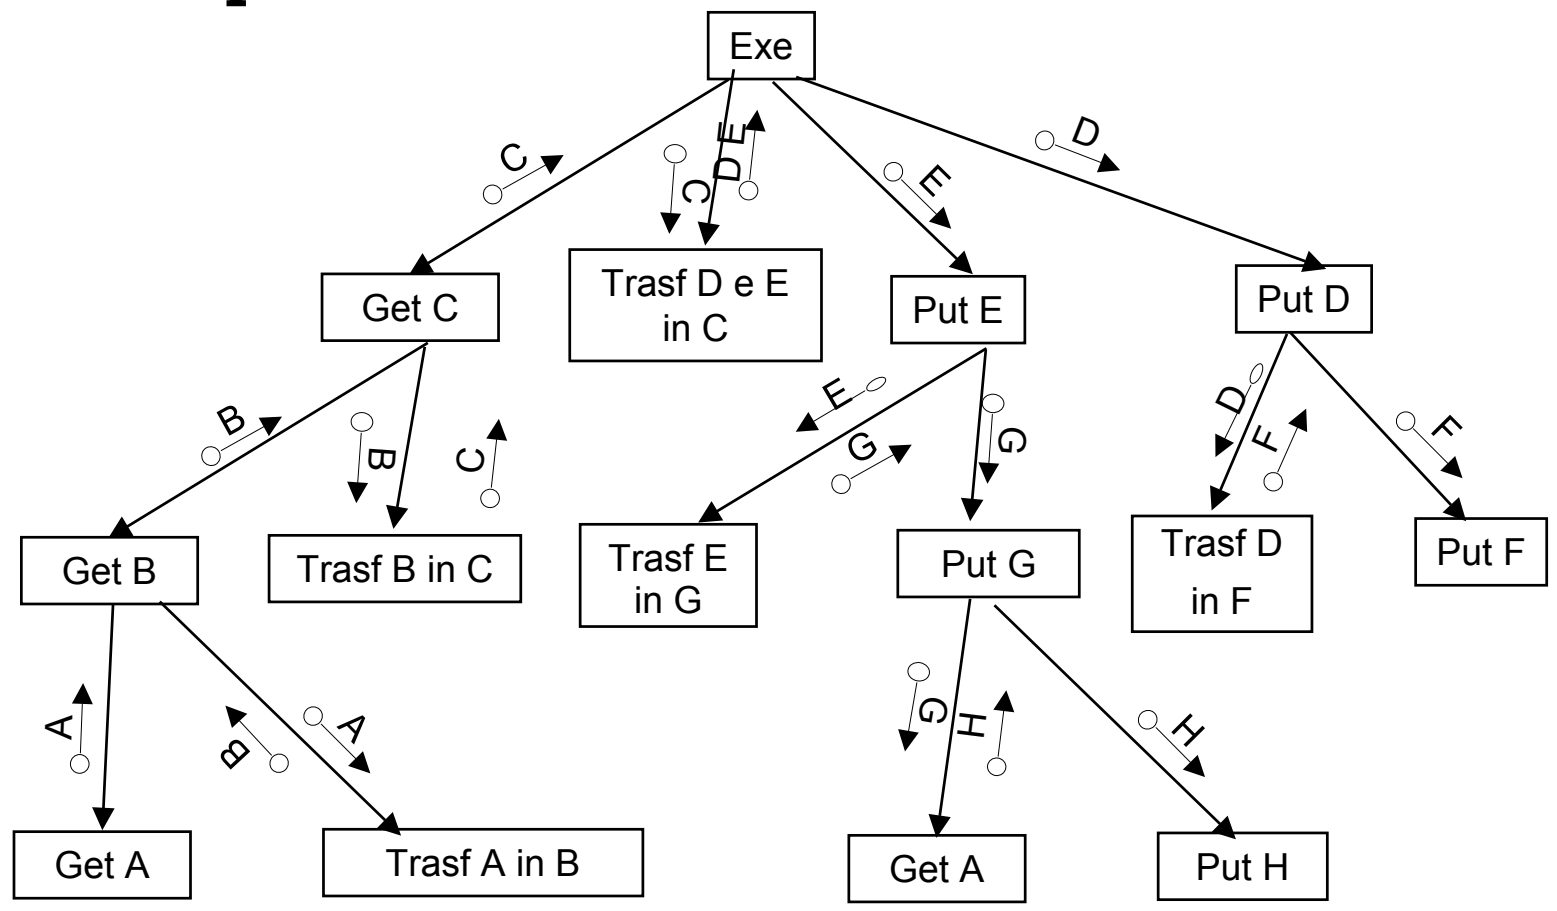 Exe
C
C
D E
E
D
Get C
Trasf D e E
in C
Put E
Put D
B
B
C
E
G
G
D
F
F
Get B
Trasf B in C
Trasf E
in G
Put G
Trasf D
in F
Put F
A
B
A
G
H
H
Get A
Trasf A in B
Get A
Put H